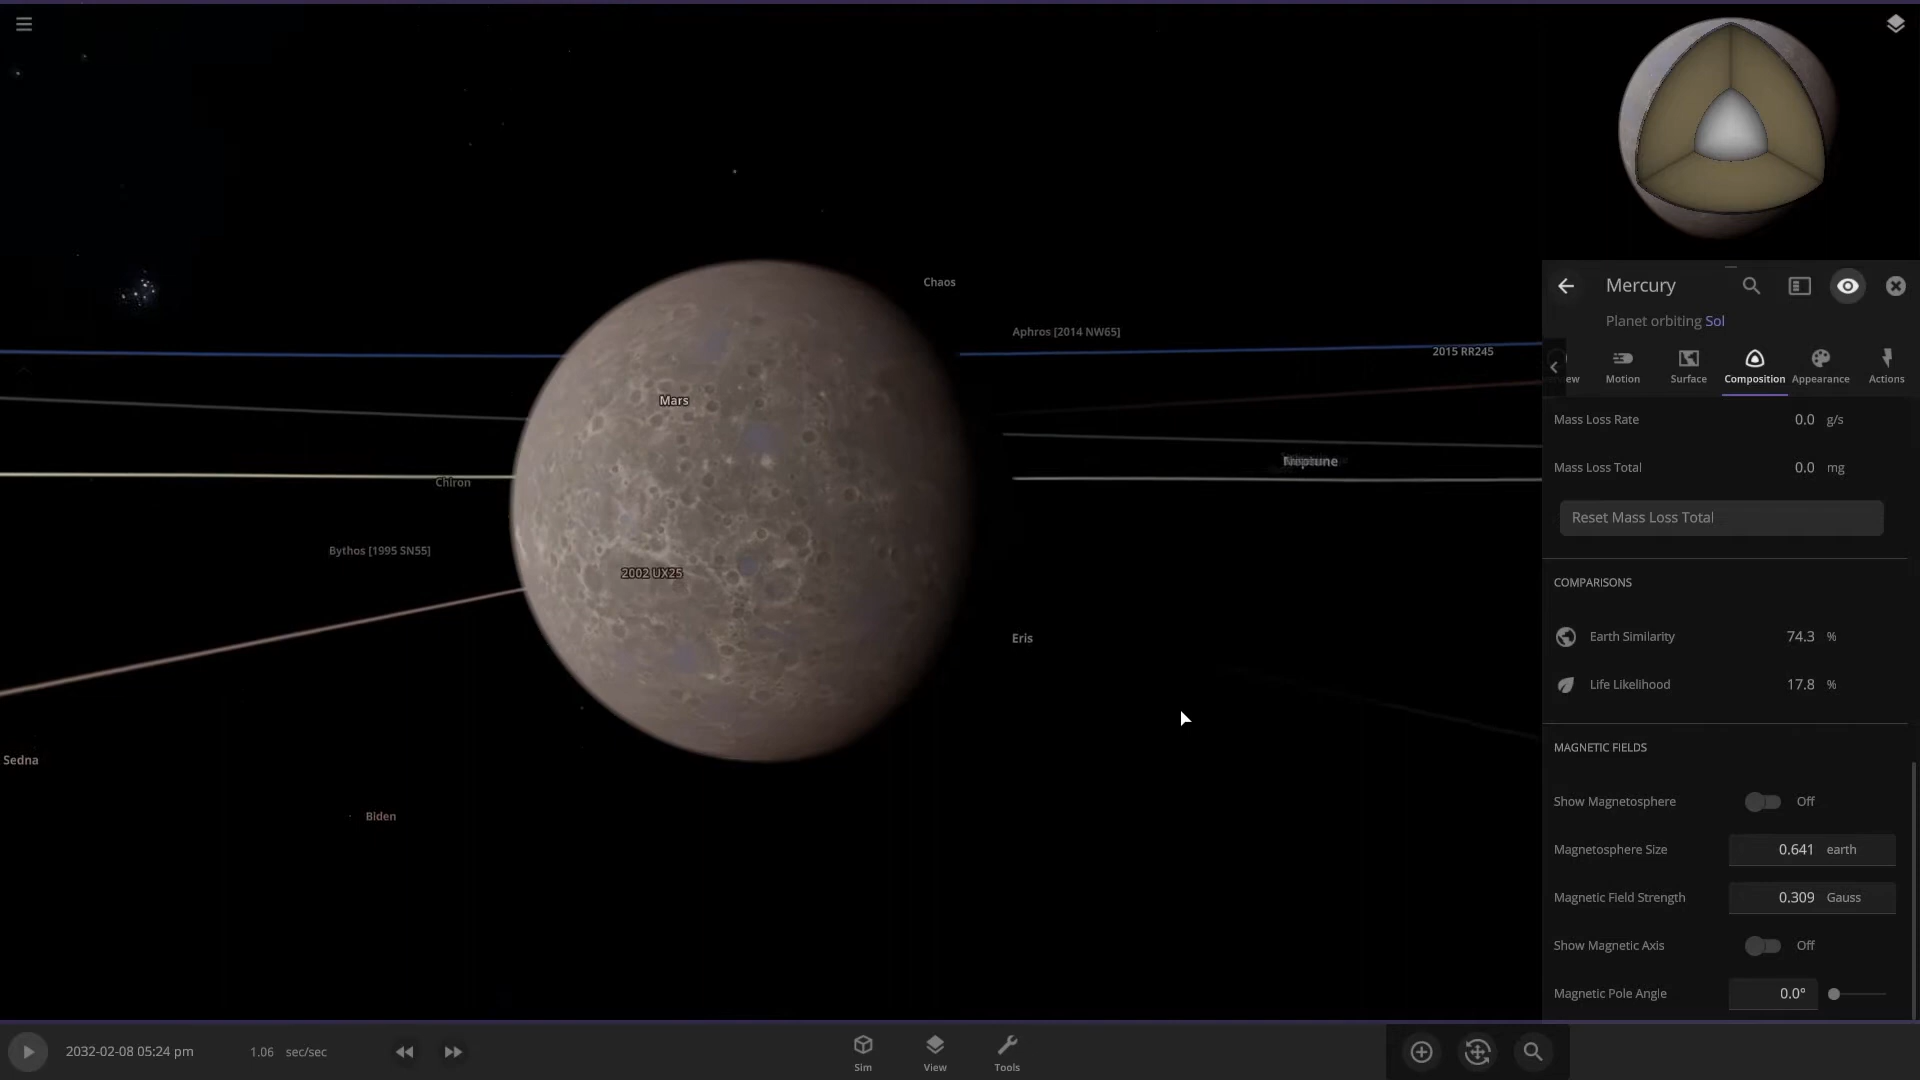 Chaos
Aphros [2014 NW65]
2015 RR245
Mars
Neptune
Chiron
Bythos [1995 SN55]
2002 UX25
Eris
Sedna
Biden
Mercury
Planet orbiting Sol
Motion
Surface
Composition
Appearance
Actions
Mass Loss Rate 0.0 g/s
Mass Loss Total 0.0 mg
Reset Mass Loss Total
COMPARISONS
Earth Similarity 74.3 %
Life Likelihood 17.8 %
MAGNETIC FIELDS
Show Magnetosphere Off
Magnetosphere Size 0.641 earth
Magnetic Field Strength 0.309 Gauss
Show Magnetic Axis Off
Magnetic Pole Angle 0.0°
2032-02-08 05:24 pm 1.06 sec/sec
Sim
View
Tools